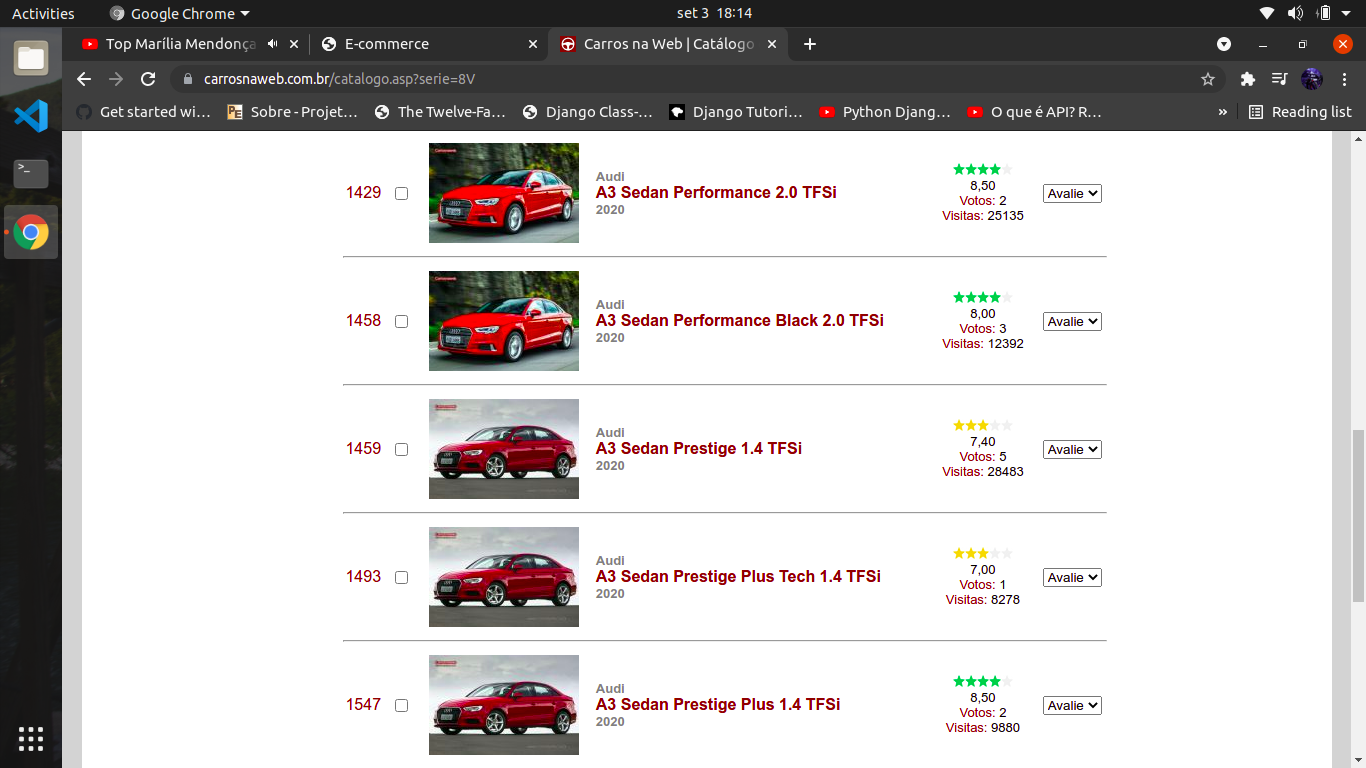 Activities
Google Chrome
set 3 18:14
Top Marília Mendonça
E-commerce
Carros na Web | Catálogo
carrosnaweb.com.br/catalogo.asp?serie=8V
Get started wi…
Sobre - Projet…
The Twelve-Fa…
Django Class-…
Django Tutori…
Python Djang…
O que é API? R…
»
Reading list
1429
Audi
A3 Sedan Performance 2.0 TFSi
2020
8,50
Votos: 2
Visitas: 25135
Avalie
1458
Audi
A3 Sedan Performance Black 2.0 TFSi
2020
8,00
Votos: 3
Visitas: 12392
Avalie
1459
Audi
A3 Sedan Prestige 1.4 TFSi
2020
7,40
Votos: 5
Visitas: 28483
Avalie
1493
Audi
A3 Sedan Prestige Plus Tech 1.4 TFSi
2020
7,00
Votos: 1
Visitas: 8278
Avalie
1547
Audi
A3 Sedan Prestige Plus 1.4 TFSi
2020
8,50
Votos: 2
Visitas: 9880
Avalie